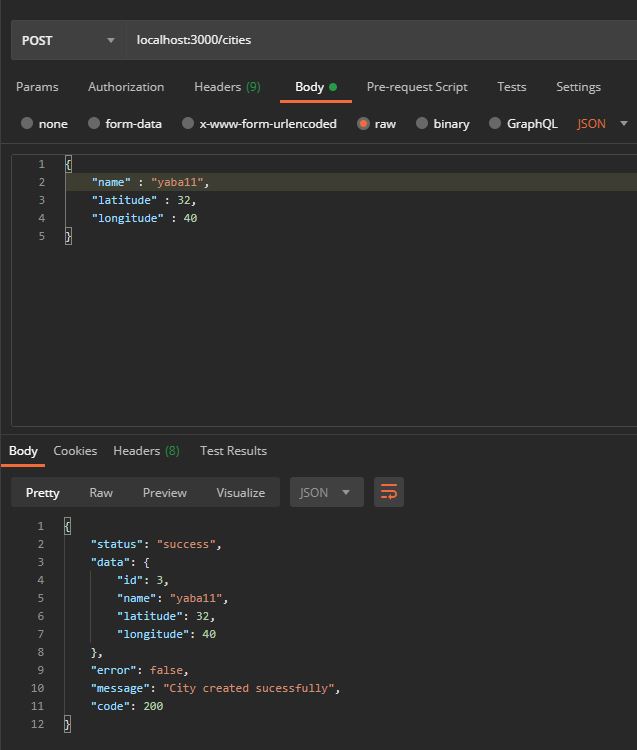 POST localhost:3000/cities
Params Authorization Headers (9) Body Pre-request Script Tests Settings
none form-data x-www-form-urlencoded raw binary GraphQL JSON
1 {
2 "name" : "yaba11",
3 "latitude" : 32,
4 "longitude" : 40
5 }
Body Cookies Headers (8) Test Results
Pretty Raw Preview Visualize JSON
1 {
2 "status": "success",
3 "data": {
4 "id": 3,
5 "name": "yaba11",
6 "latitude": 32,
7 "longitude": 40
8 },
9 "error": false,
10 "message": "City created sucessfully",
11 "code": 200
12 }